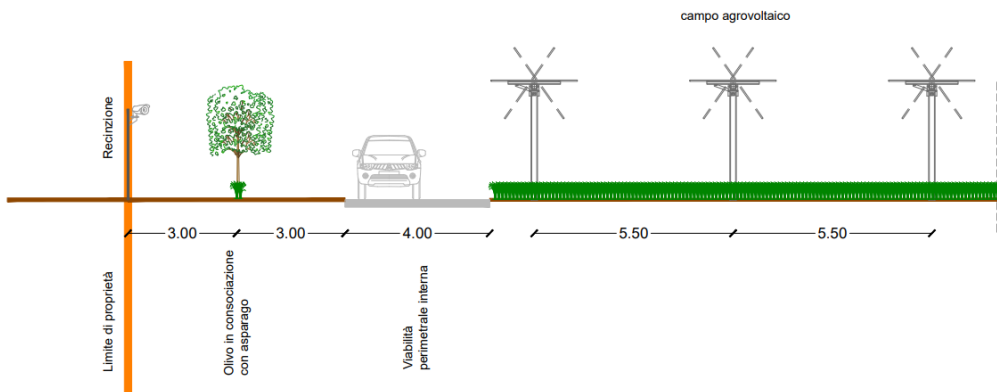 campo agrovoltaico
Recinzione
3.00
3.00
4.00
5.50
5.50
Limite di proprietà
Olivo in consociazione
con asparago
Viabilità
perimetrale interna